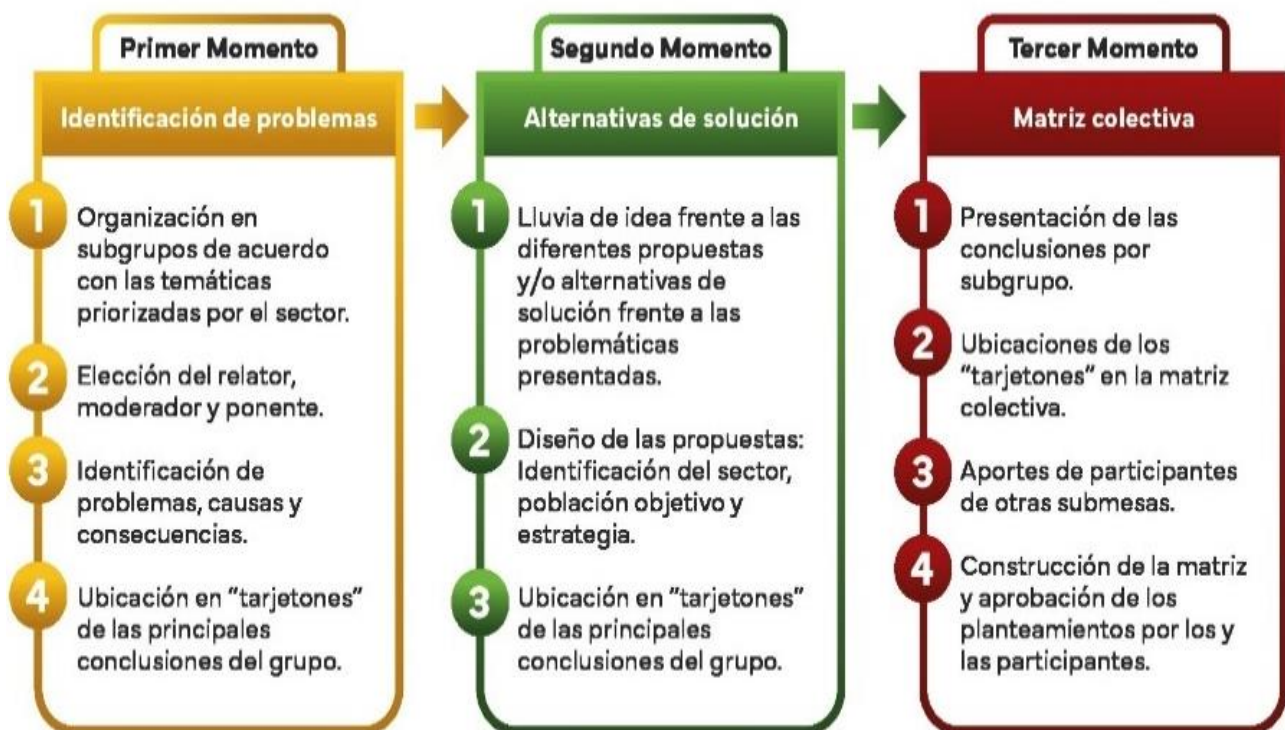 Primer Momento
Identificación de problemas
1 Organización en
subgrupos de acuerdo
con las temáticas
priorizadas por el sector.
2 Elección del relator,
moderador y ponente.
3 Identificación de
problemas, causas y
consecuencias.
4 Ubicación en "tarjetones"
de las principales
conclusiones del grupo.
Segundo Momento
Alternativas de solución
1 Lluvia de idea frente a las
diferentes propuestas
y/o alternativas de
solución frente a las
problemáticas
presentadas.
2 Diseño de las propuestas:
Identificación del sector,
población objetivo y
estrategia.
3 Ubicación en "tarjetones"
de las principales
conclusiones del grupo.
Tercer Momento
Matriz colectiva
1 Presentación de las
conclusiones por
subgrupo.
2 Ubicaciones de los
"tarjetones" en la matriz
colectiva.
3 Aportes de participantes
de otras submesas.
4 Construcción de la matriz
y aprobación de los
planteamientos por los y
las participantes.